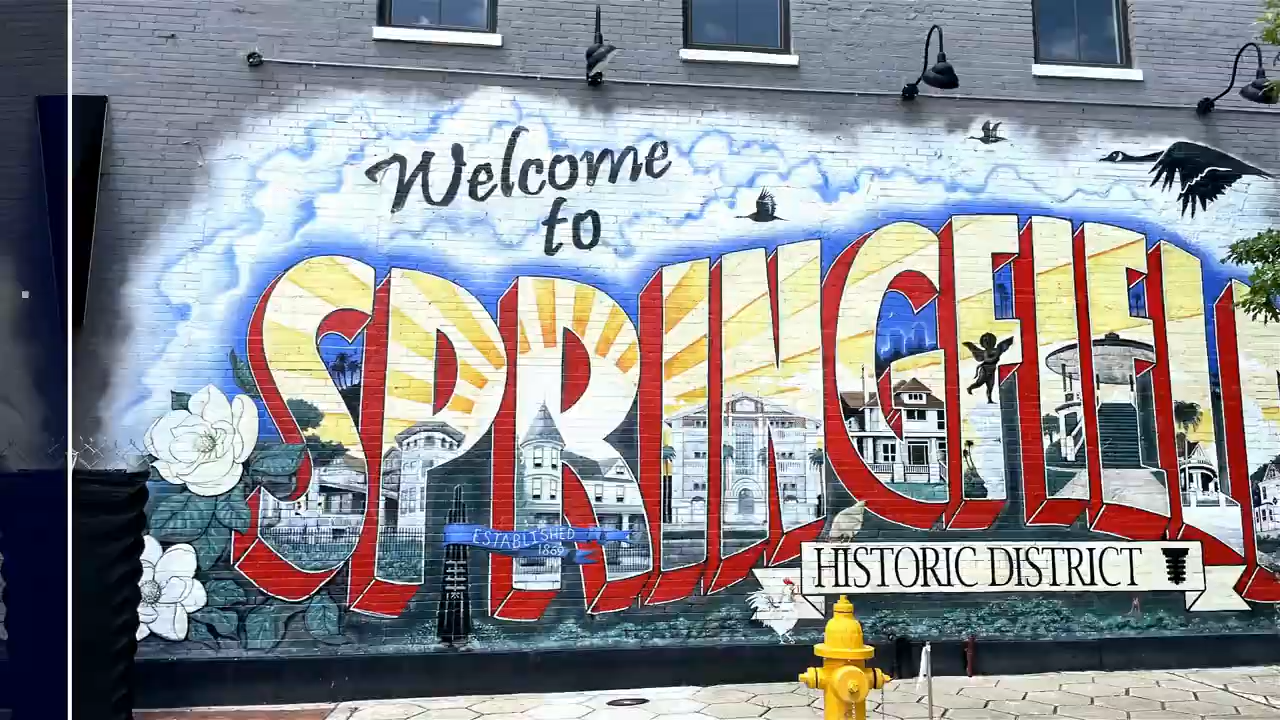 Welcome
to
SPRINGFIEL
ESTABLISHED
1869
HISTORIC DISTRICT